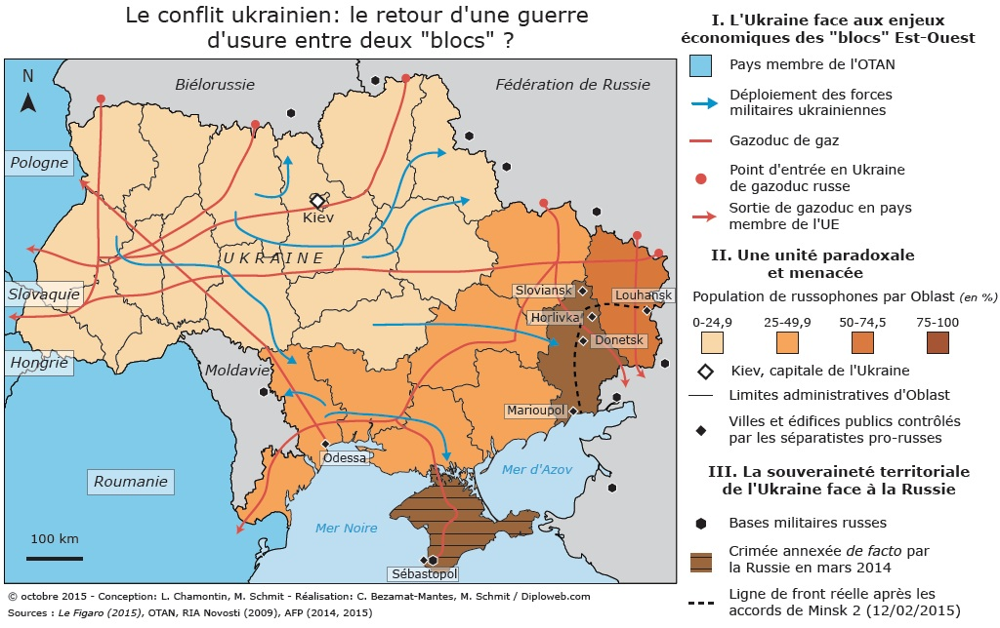 Le conflit ukrainien: le retour d'une guerre
d'usure entre deux "blocs" ?
N
Biélorussie
Fédération de Russie
Pologne
Kiev
UKRAINE
Slovaquie
Sloviansk
Louhansk
Horlivka
Donetsk
Hongrie
Moldavie
Marioupol
Odessa
Roumanie
Mer d'Azov
Mer Noire
100 km
Sébastopol
© octobre 2015 - Conception: L. Chamontin, M. Schmit - Réalisation: C. Bezamat-Mantes, M. Schmit / Diploweb.com
Sources : Le Figaro (2015), OTAN, RIA Novosti (2009), AFP (2014, 2015)
I. L'Ukraine face aux enjeux
économiques des "blocs" Est-Ouest
Pays membre de l'OTAN
Déploiement des forces
militaires ukrainiennes
Gazoduc de gaz
Point d'entrée en Ukraine
de gazoduc russe
Sortie de gazoduc en pays
membre de l'UE
II. Une unité paradoxale
et menacée
Population de russophones par Oblast (en %)
0-24,9 25-49,9 50-74,5 75-100
Kiev, capitale de l'Ukraine
Limites administratives d'Oblast
Villes et édifices publics contrôlés
par les séparatistes pro-russes
III. La souveraineté territoriale
de l'Ukraine face à la Russie
Bases militaires russes
Crimée annexée de facto par
la Russie en mars 2014
Ligne de front réelle après les
accords de Minsk 2 (12/02/2015)